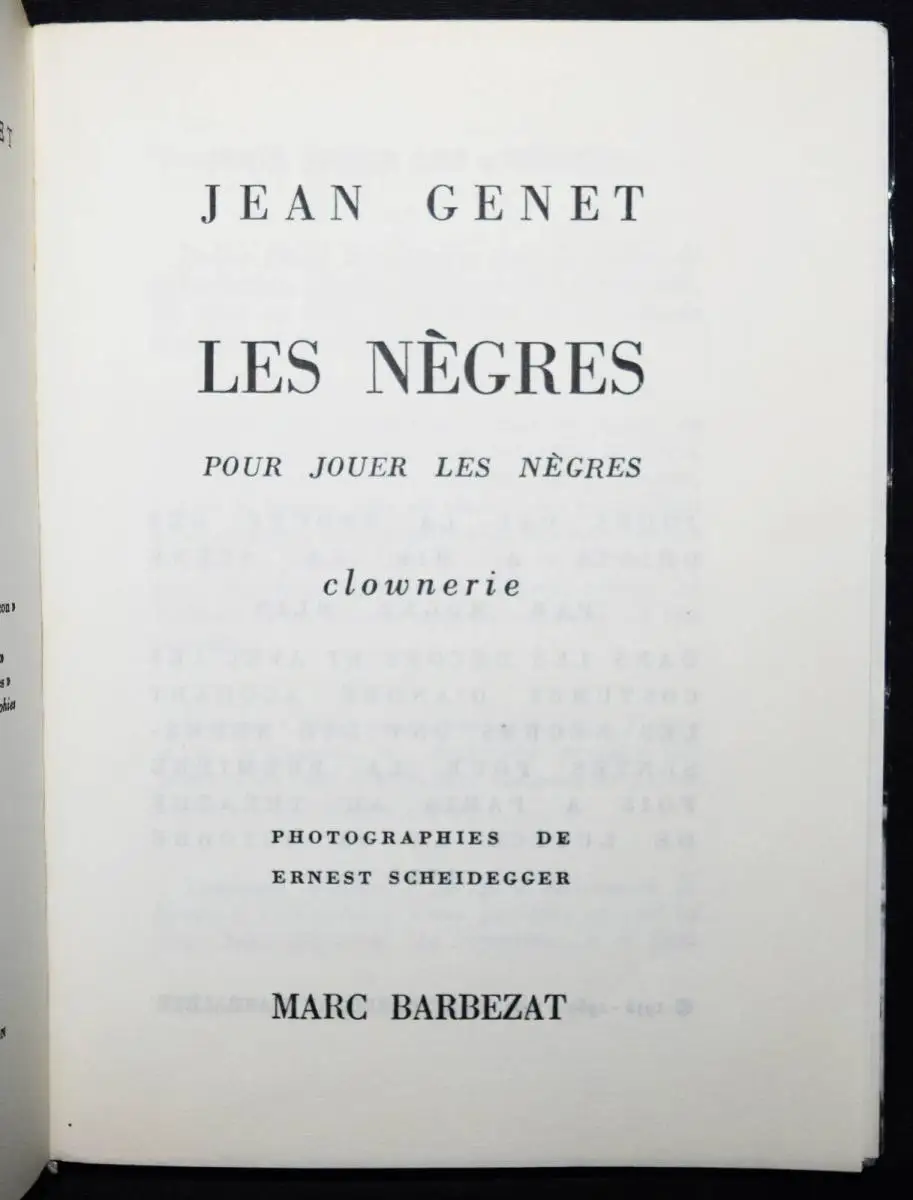 JEAN GENET
LES NÈGRES
POUR JOUER LES NÈGRES
clownerie
PHOTOGRAPHIES DE
ERNEST SCHEIDEGGER
MARC BARBEZAT